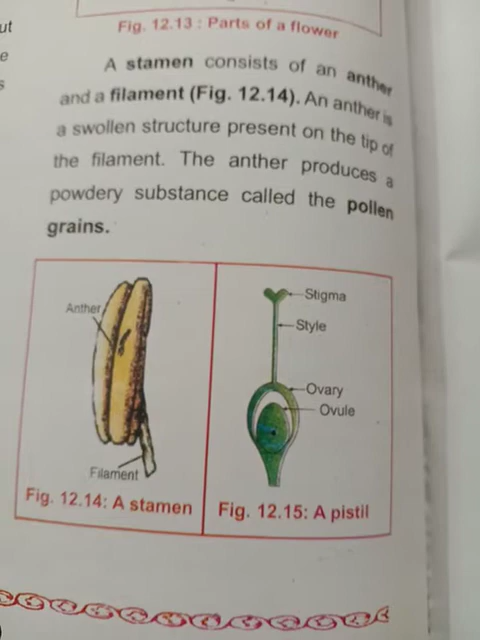 ut
e
s
Fig. 12.13 : Parts of a flower
A stamen consists of an anther
and a filament (Fig. 12.14). An anther is
a swollen structure present on the tip of
the filament. The anther produces a
powdery substance called the pollen
grains.
Anther
Filament
Fig. 12.14: A stamen
Stigma
Style
Ovary
Ovule
Fig. 12.15: A pistil